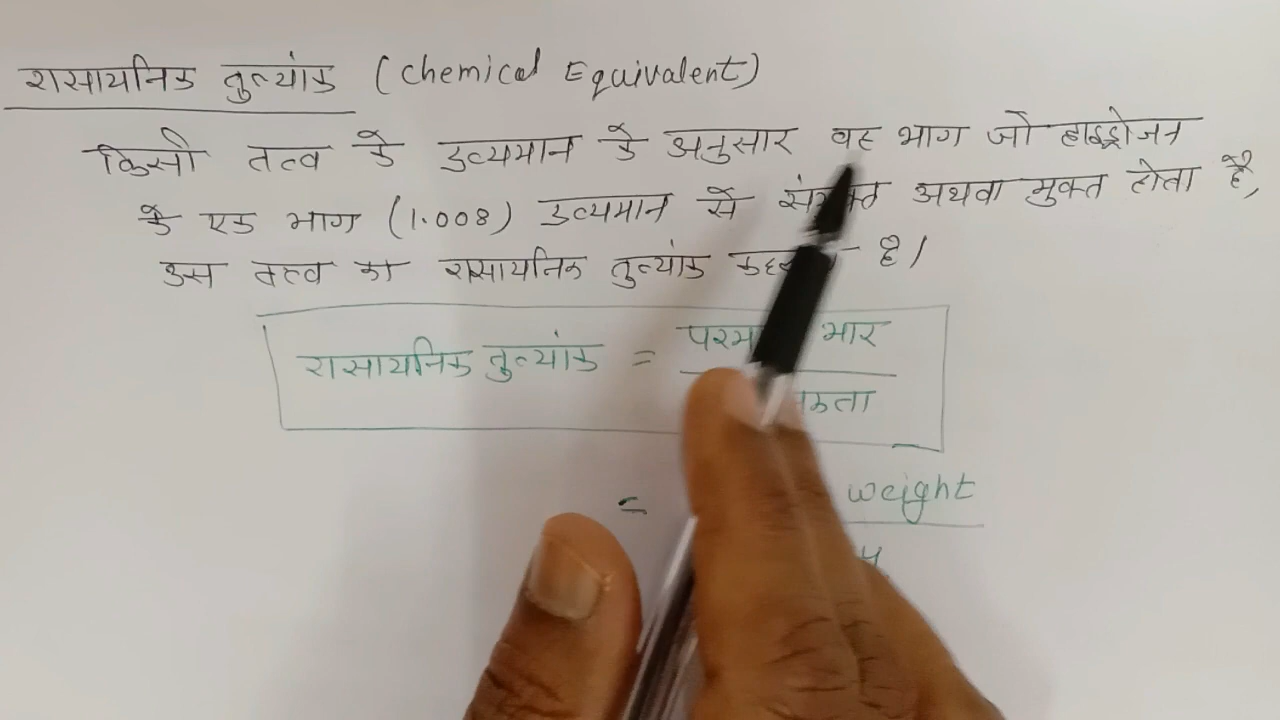 रासायनिक तुल्यांक (Chemical Equivalent)
किसी तत्व के द्रव्यमान के अनुसार वह भाग जो हाइड्रोजन
के एक भाग (1.008) द्रव्यमान से अथवा मुक्त होता है,
उस तत्व का रासायनिक तुल्यांक है।
रासायनिक तुल्यांक = भार
= weight